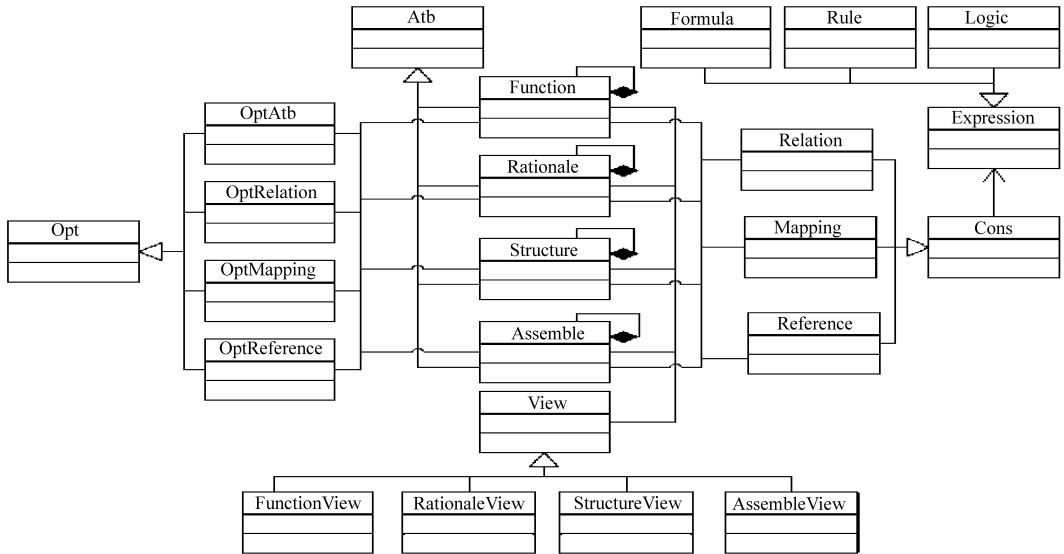 Atb
Formula
Rule
Logic
Function
OptAtb
Expression
Relation
Rationale
OptRelation
Opt
Mapping
Cons
Structure
OptMapping
Reference
Assemble
OptReference
View
FunctionView
RationaleView
StructureView
AssembleView